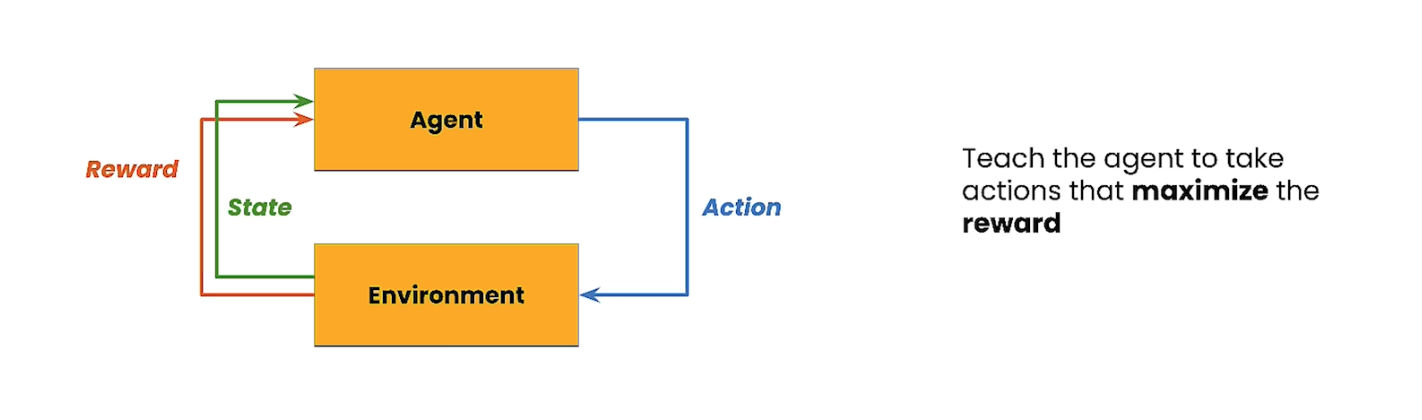 Agent
Reward
State
Action
Environment
Teach the agent to take
actions that maximize the
reward